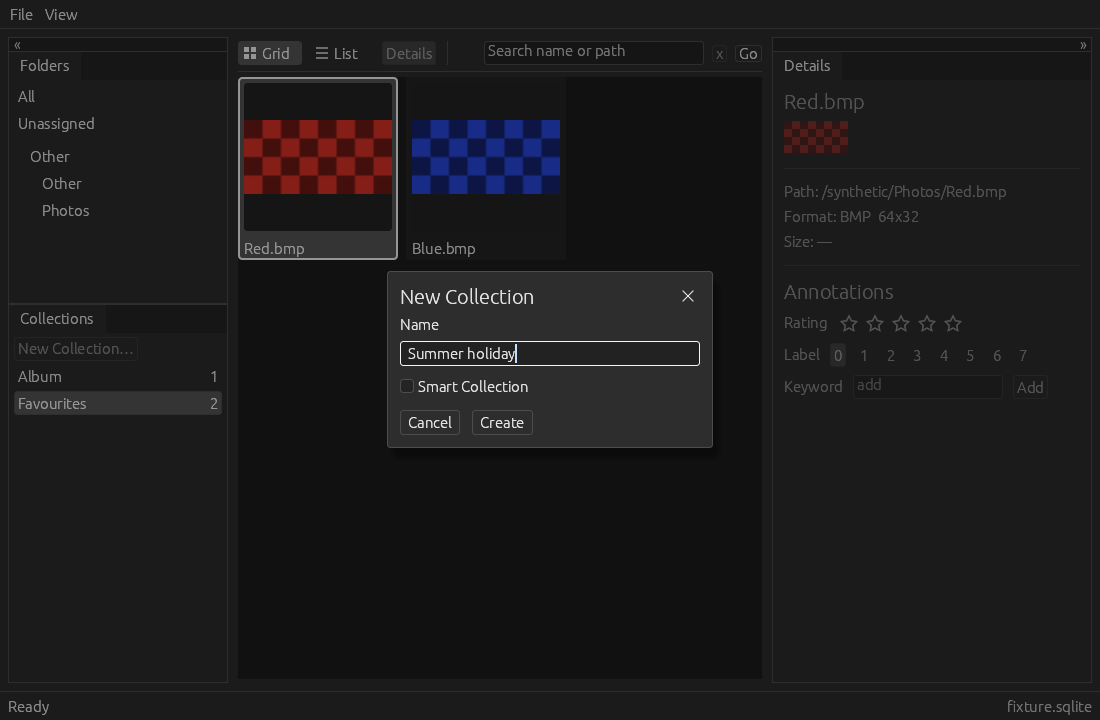 File View
«
Folders
All
Unassigned
Other
Other
Photos
Collections
New Collection...
Album 1
Favourites 2
Grid List Details Search name or path x Go
Red.bmp Blue.bmp
New Collection
Name
Summer holiday
Smart Collection
Cancel Create
»
Details
Red.bmp
Path: /synthetic/Photos/Red.bmp
Format: BMP 64x32
Size: —
Annotations
Rating
Label 0 1 2 3 4 5 6 7
Keyword add Add
Ready fixture.sqlite